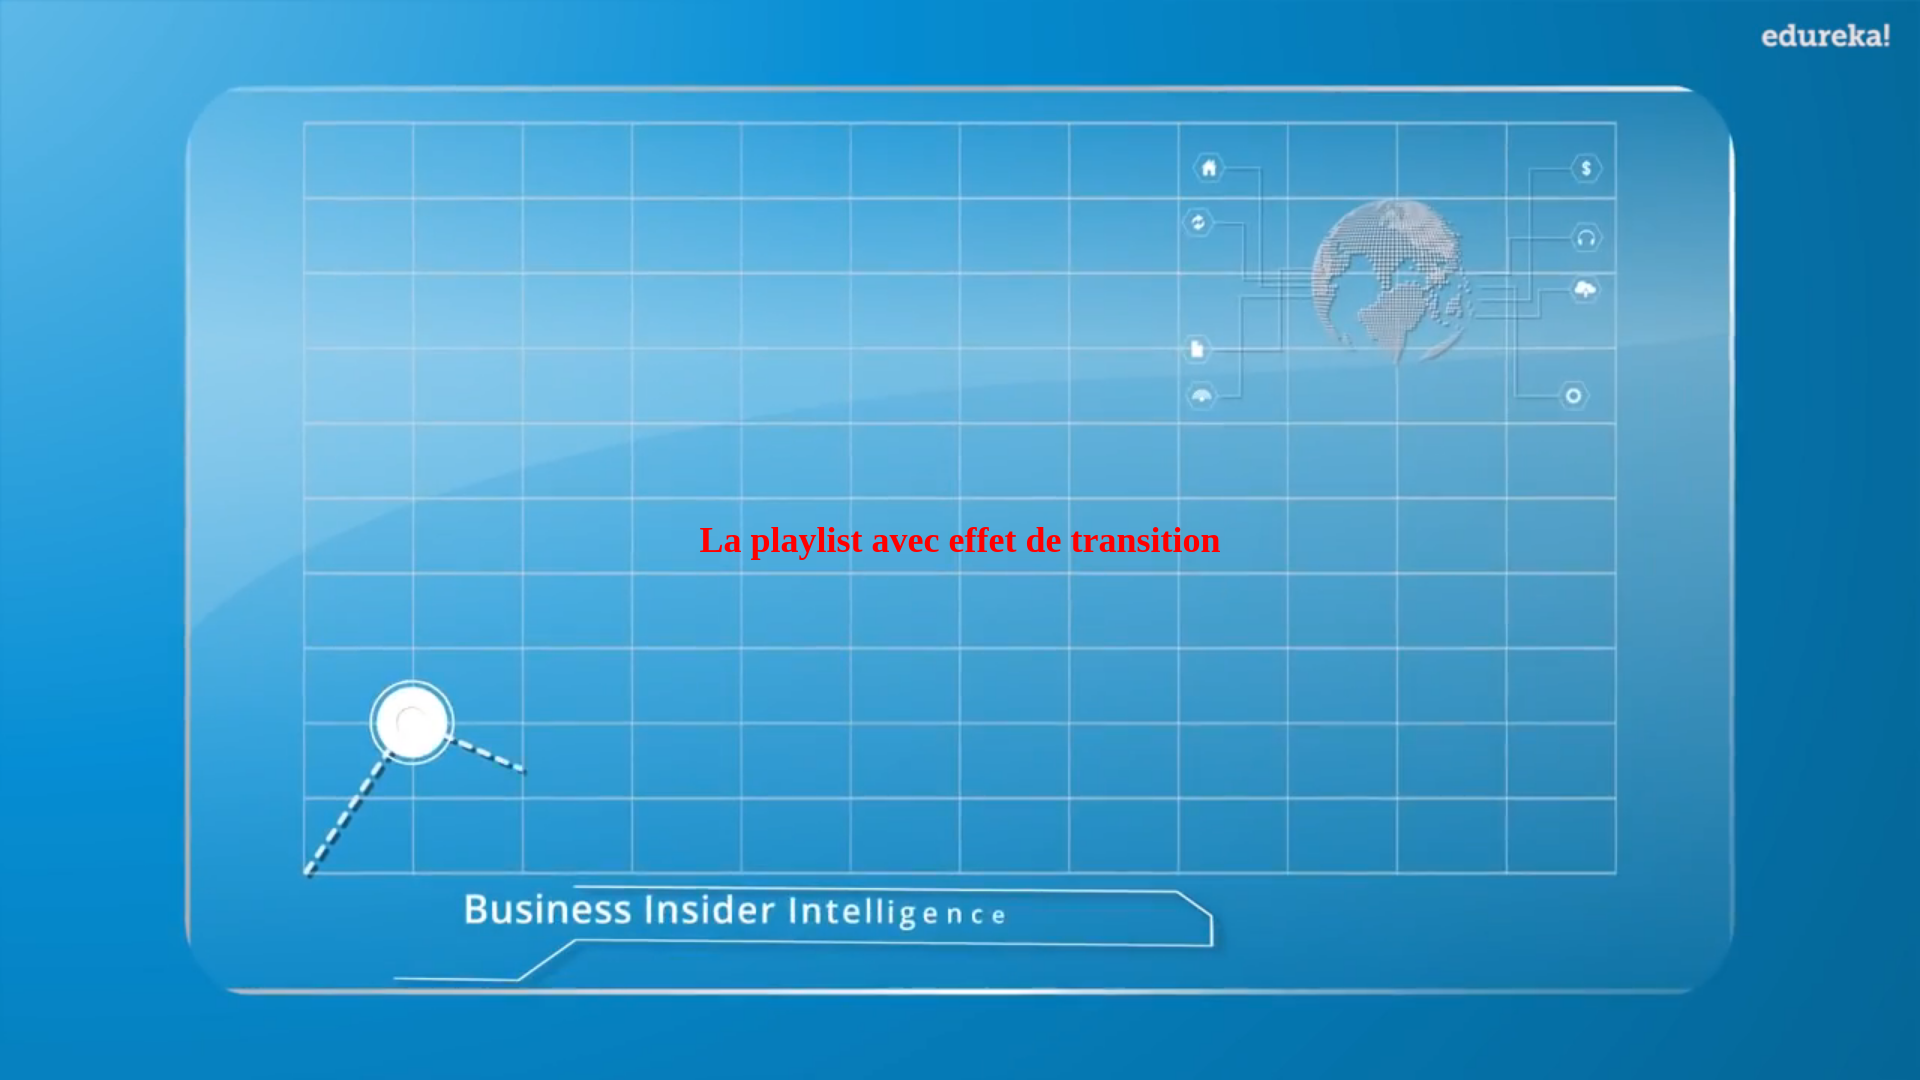 edureka!
$
La playlist avec effet de transition
Business Insider Intelligence